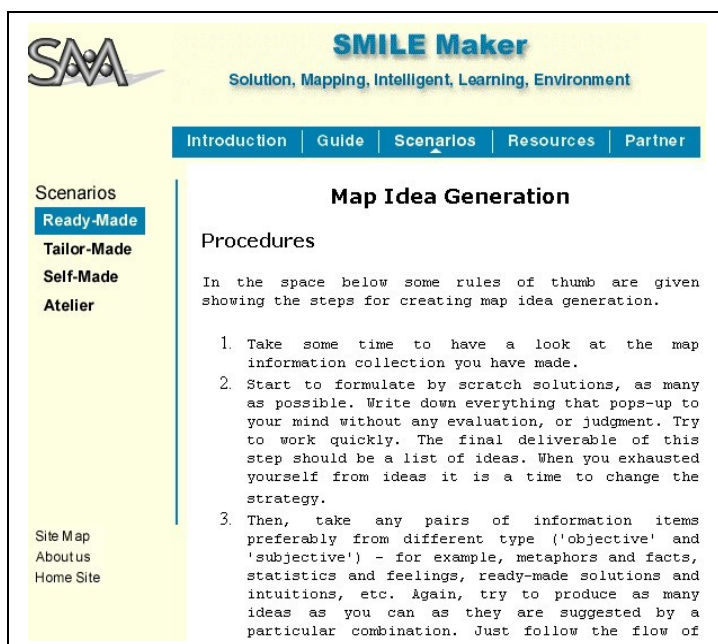 SMILE Maker
Solution, Mapping, Intelligent, Learning, Environment
Introduction Guide Scenarios Resources Partner
Scenarios
Ready-Made
Tailor-Made
Self-Made
Atelier
Site Map
About us
Home Site
Map Idea Generation
Procedures
In the space below some rules of thumb are given
showing the steps for creating map idea generation.
1. Take some time to have a look at the map
information collection you have made.
2. Start to formulate by scratch solutions, as many
as possible. Write down everything that pops-up to
your mind without any evaluation, or judgment. Try
to work quickly. The final deliverable of this
step should be a list of ideas. When you exhausted
yourself from ideas it is a time to change the
strategy.
3. Then, take any pairs of information items
preferably from different type ('objective' and
'subjective') - for example, metaphors and facts,
statistics and feelings, ready-made solutions and
intuitions, etc. Again, try to produce as many
ideas as you can as they are suggested by a
particular combination. Just follow the flow of